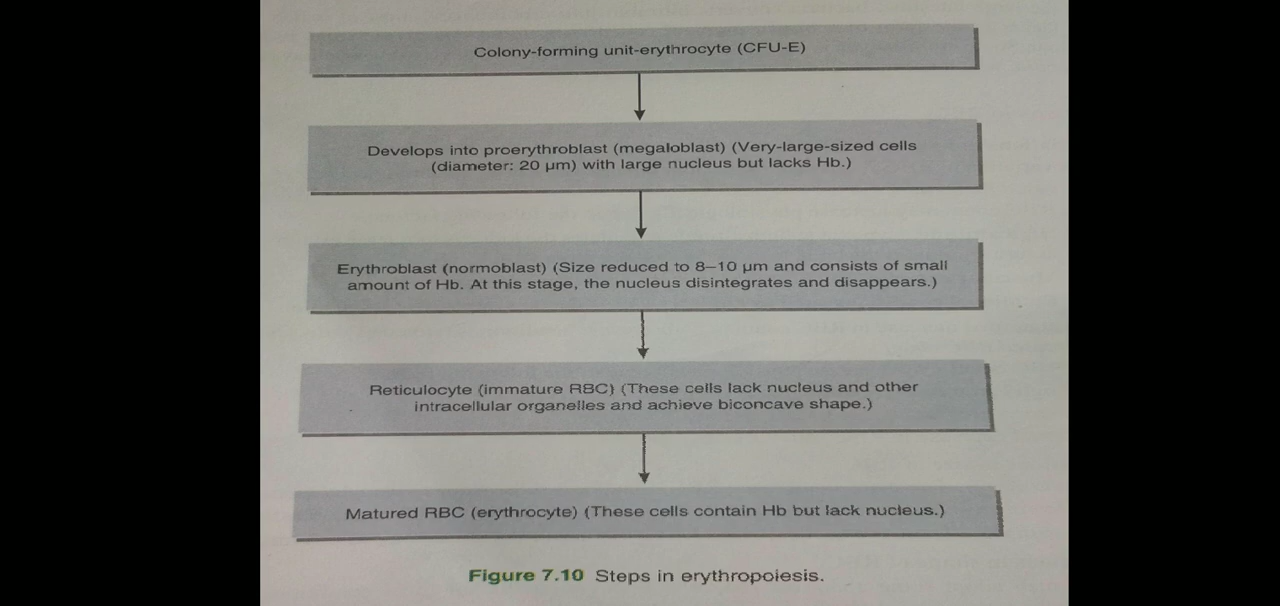 Colony-forming unit-erythrocyte (CFU-E)
Develops into proerythroblast (megaloblast) (Very-large-sized cells
(diameter: 20 µm) with large nucleus but lacks Hb.)
Erythroblast (normoblast) (Size reduced to 8–10 µm and consists of small
amount of Hb. At this stage, the nucleus disintegrates and disappears.)
Reticulocyte (immature RBC) (These cells lack nucleus and other
intracellular organelles and achieve biconcave shape.)
Matured RBC (erythrocyte) (These cells contain Hb but lack nucleus.)
Figure 7.10 Steps in erythropoiesis.